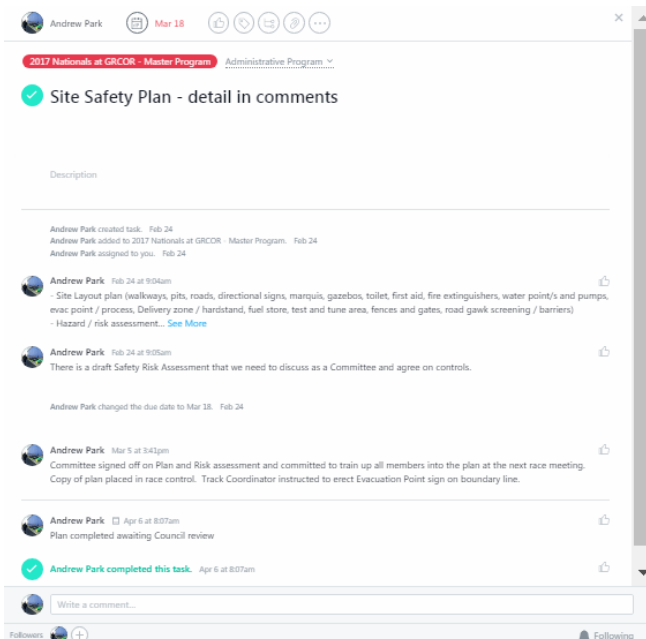 Andrew Park Mar 18
2017 Nationals at GRCOR - Master Program Administrative Program
Site Safety Plan - detail in comments
Description
Andrew Park created task. Feb 24
Andrew Park added to 2017 Nationals at GRCOR - Master Program. Feb 24
Andrew Park assigned to you. Feb 24
Andrew Park Feb 24 at 9:04am
- Site Layout plan (walkways, pits, roads, directional signs, marquis, gazebos, toilet, first aid, fire extinguishers, water point/s and pumps,
evac point / process, Delivery zone / hardstand, fuel store, test and tune area, fences and gates, road gawk screening / barriers)
- Hazard / risk assessment... See More
Andrew Park Feb 24 at 9:05am
There is a draft Safety Risk Assessment that we need to discuss as a Committee and agree on controls.
Andrew Park changed the due date to Mar 18. Feb 24
Andrew Park Mar 5 at 3:41pm
Committee signed off on Plan and Risk assessment and committed to train up all members into the plan at the next race meeting.
Copy of plan placed in race control. Track Coordinator instructed to erect Evacuation Point sign on boundary line.
Andrew Park Apr 6 at 8:07am
Plan completed awaiting Council review
Andrew Park completed this task. Apr 6 at 8:07am
Write a comment...
Followers Following